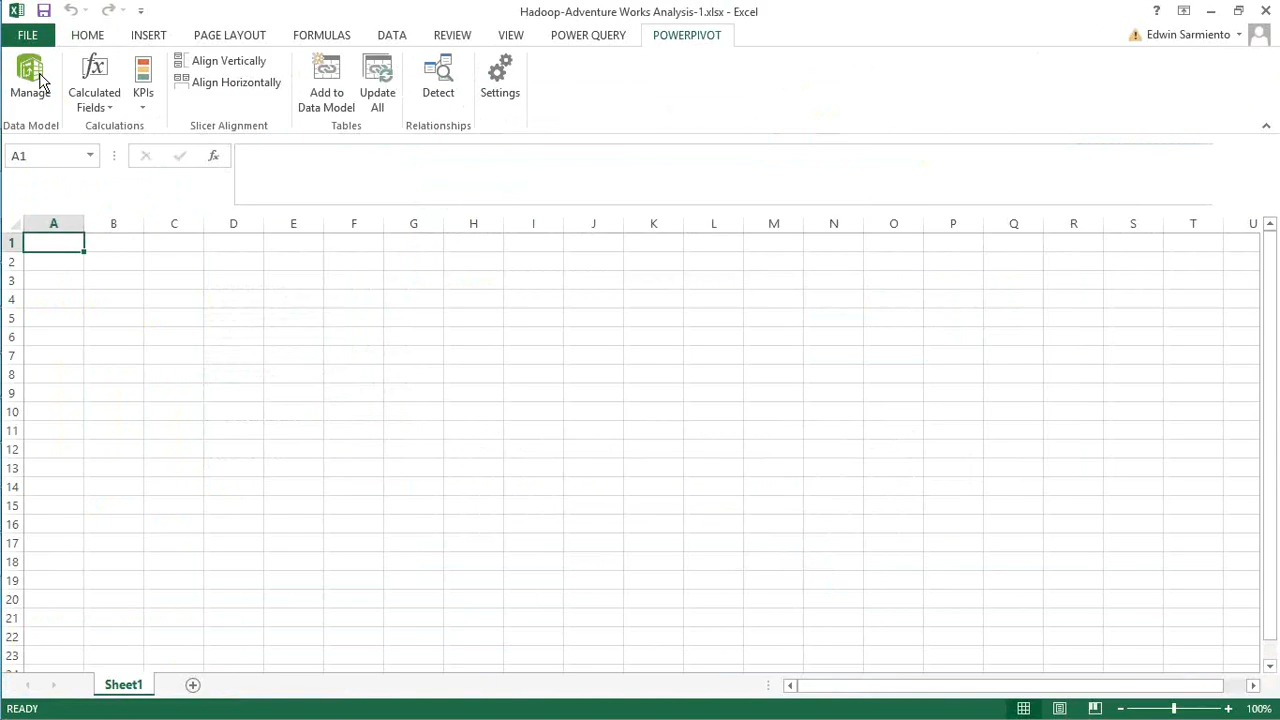 Hadoop-Adventure Works Analysis-1.xlsx - Excel
?
FILE HOME INSERT PAGE LAYOUT FORMULAS DATA REVIEW VIEW POWER QUERY POWERPIVOT Edwin Sarmiento
Manage
Calculated Fields
KPIs
Align Vertically
Align Horizontally
Add to Data Model
Update All
Detect
Settings
Data Model Calculations Slicer Alignment Tables Relationships
A1 fx
A B C D E F G H I J K L M N O P Q R S T U
1
2
3
4
5
6
7
8
9
10
11
12
13
14
15
16
17
18
19
20
21
22
23
Sheet1
READY 100%